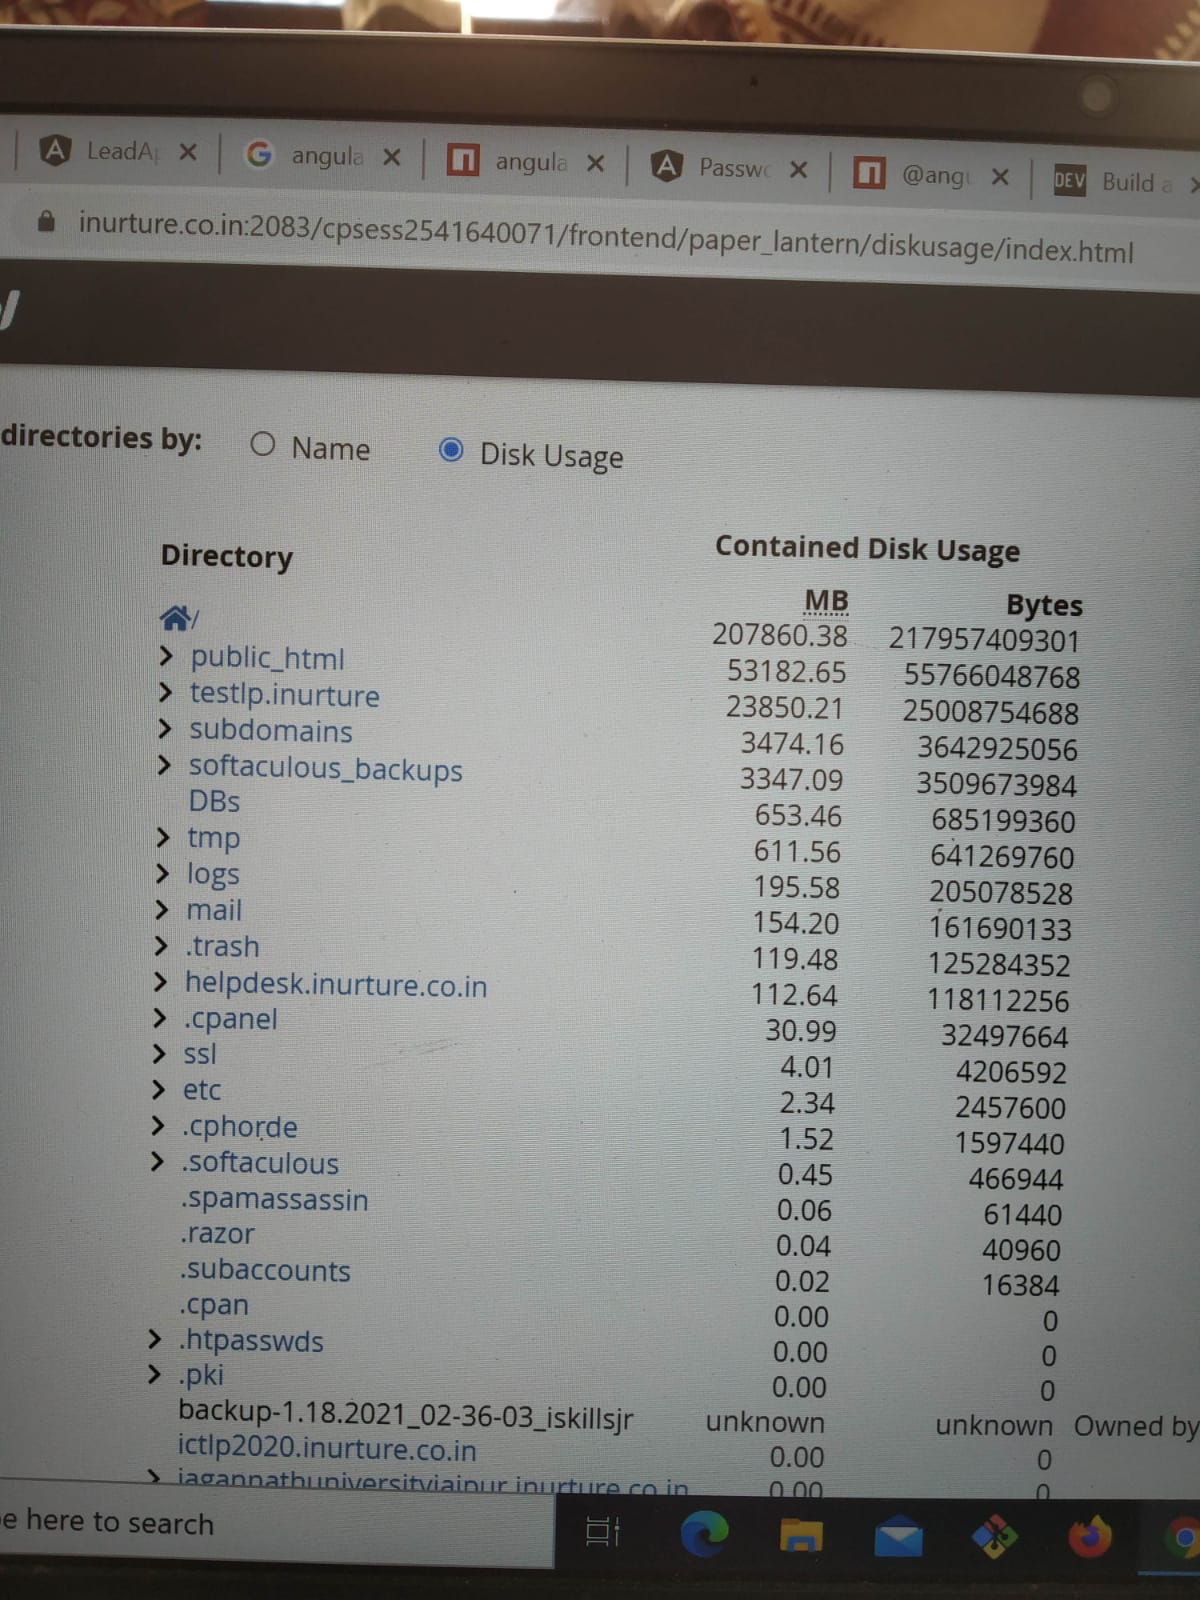 LeadA
angula
angula
Passwo
@angu
DEV
Build a
inurture.co.in:2083/cpsess2541640071/frontend/paper_lantern/diskusage/index.html
directories by:
Name
Disk Usage
Directory
Contained Disk Usage
MB Bytes
/ 207860.38 217957409301
public_html 53182.65 55766048768
testlp.inurture 23850.21 25008754688
subdomains 3474.16 3642925056
softaculous_backups 3347.09 3509673984
DBs 653.46 685199360
tmp 611.56 641269760
logs 195.58 205078528
mail 154.20 161690133
.trash 119.48 125284352
helpdesk.inurture.co.in 112.64 118112256
.cpanel 30.99 32497664
ssl 4.01 4206592
etc 2.34 2457600
.cphorde 1.52 1597440
.softaculous 0.45 466944
.spamassassin 0.06 61440
.razor 0.04 40960
.subaccounts 0.02 16384
.cpan 0.00 0
.htpasswds 0.00 0
.pki 0.00 0
backup-1.18.2021_02-36-03_iskillsjr unknown unknown Owned by
ictlp2020.inurture.co.in 0.00 0
jagannathuniversityjaipur.inurture.co.in 0.00 0
e here to search